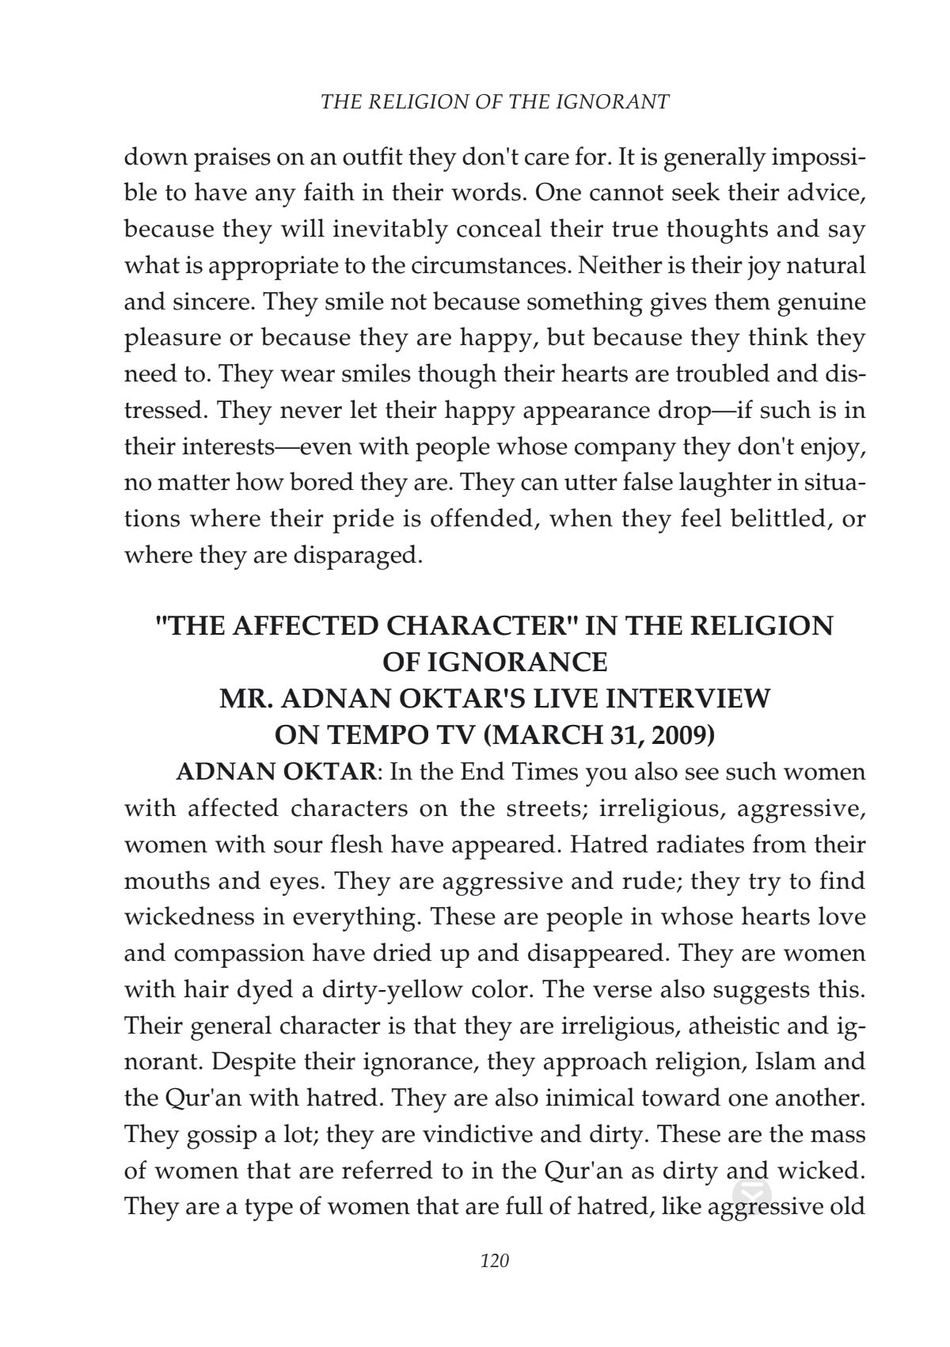 THE RELIGION OF THE IGNORANT
down praises on an outfit they don't care for. It is generally impossi-
ble to have any faith in their words. One cannot seek their advice,
because they will inevitably conceal their true thoughts and say
what is appropriate to the circumstances. Neither is their joy natural
and sincere. They smile not because something gives them genuine
pleasure or because they are happy, but because they think they
need to. They wear smiles though their hearts are troubled and dis-
tressed. They never let their happy appearance drop—if such is in
their interests—even with people whose company they don't enjoy,
no matter how bored they are. They can utter false laughter in situa-
tions where their pride is offended, when they feel belittled, or
where they are disparaged.
"THE AFFECTED CHARACTER" IN THE RELIGION
OF IGNORANCE
MR. ADNAN OKTAR'S LIVE INTERVIEW
ON TEMPO TV (MARCH 31, 2009)
ADNAN OKTAR: In the End Times you also see such women
with affected characters on the streets; irreligious, aggressive,
women with sour flesh have appeared. Hatred radiates from their
mouths and eyes. They are aggressive and rude; they try to find
wickedness in everything. These are people in whose hearts love
and compassion have dried up and disappeared. They are women
with hair dyed a dirty-yellow color. The verse also suggests this.
Their general character is that they are irreligious, atheistic and ig-
norant. Despite their ignorance, they approach religion, Islam and
the Qur'an with hatred. They are also inimical toward one another.
They gossip a lot; they are vindictive and dirty. These are the mass
of women that are referred to in the Qur'an as dirty and wicked.
They are a type of women that are full of hatred, like aggressive old
120